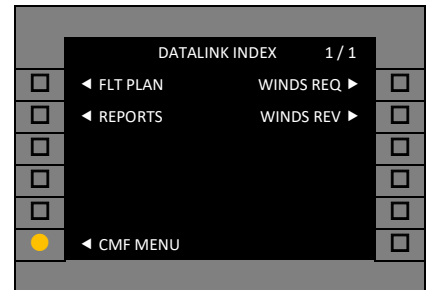 DATALINK INDEX 1/1
◄ FLT PLAN WINDS REQ ►
◄ REPORTS WINDS REV ►
◄ CMF MENU